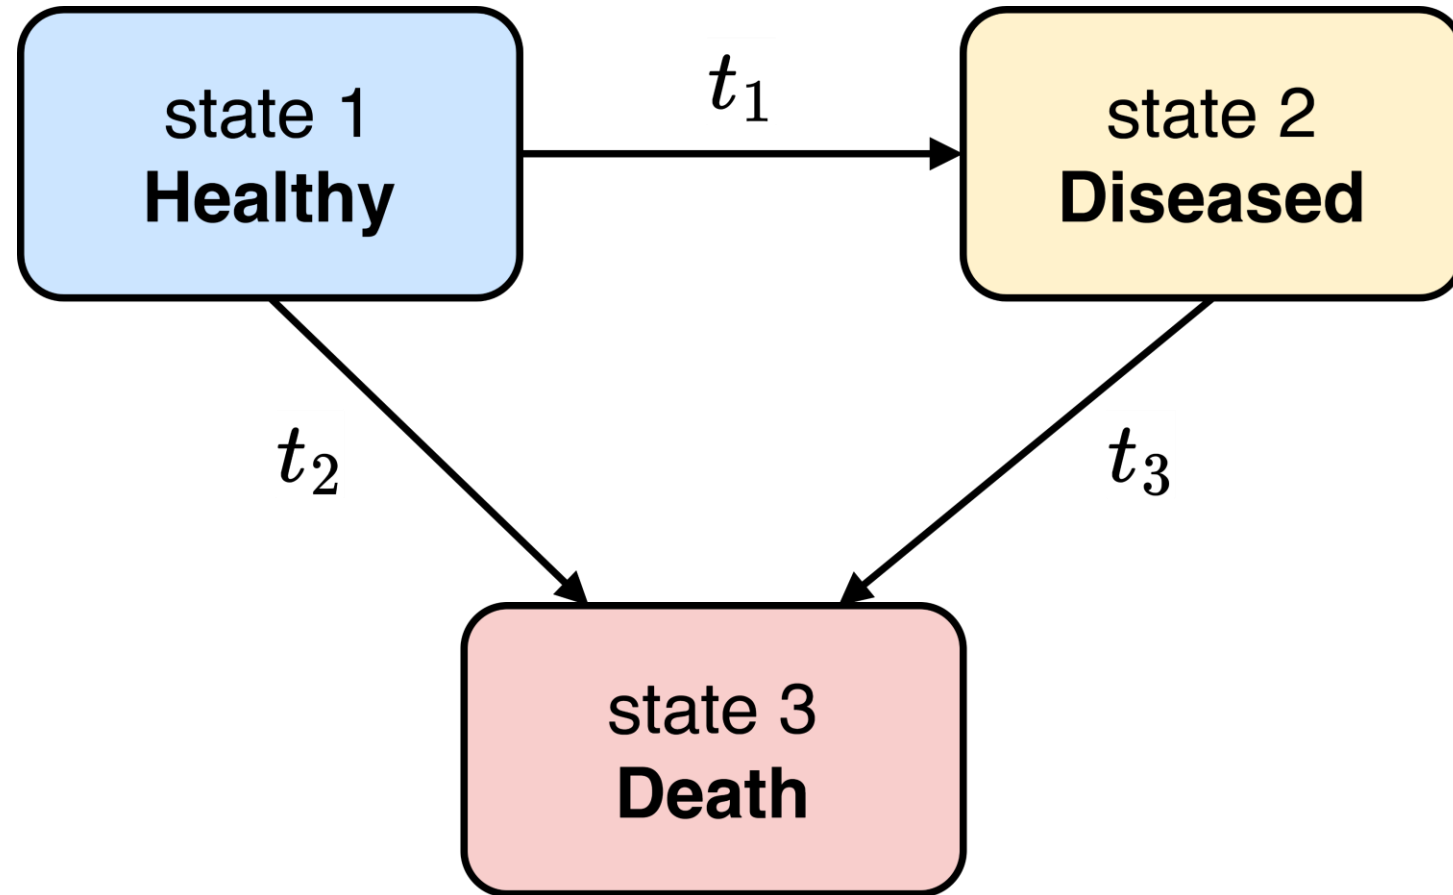 state 1
Healthy
t₁
state 2
Diseased
t₂
t₃
state 3
Death